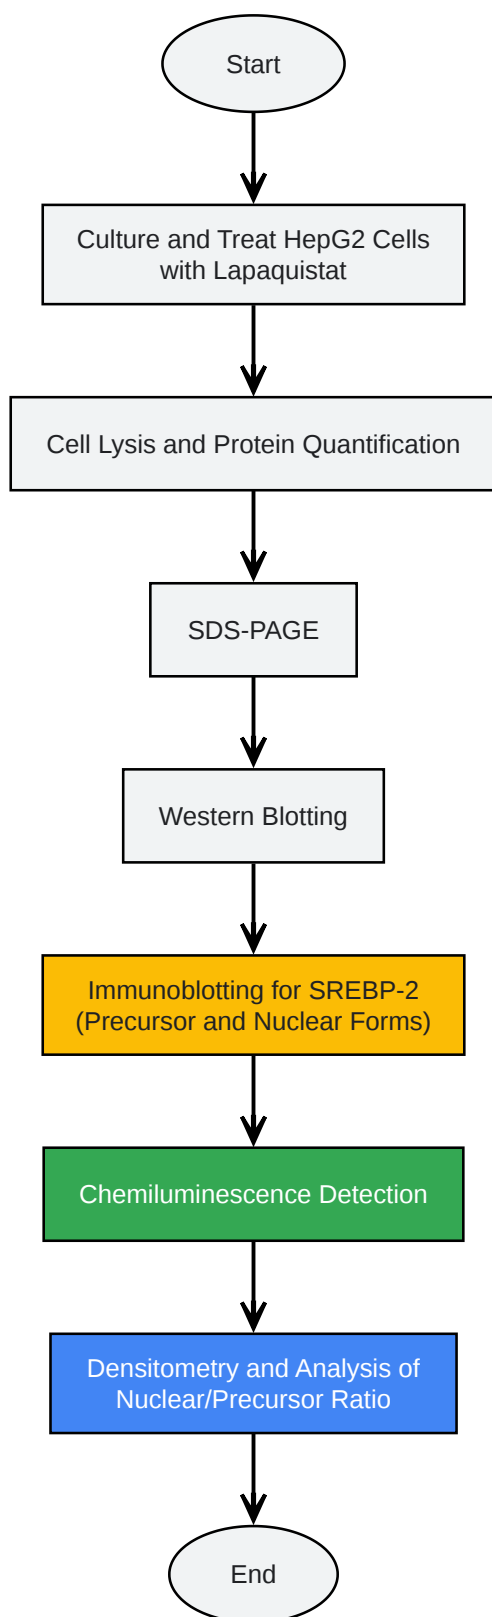 Start
Culture and Treat HepG2 Cells
with Lapaquistat
Cell Lysis and Protein Quantification
SDS-PAGE
Western Blotting
Immunoblotting for SREBP-2
(Precursor and Nuclear Forms)
Chemiluminescence Detection
Densitometry and Analysis of
Nuclear/Precursor Ratio
End